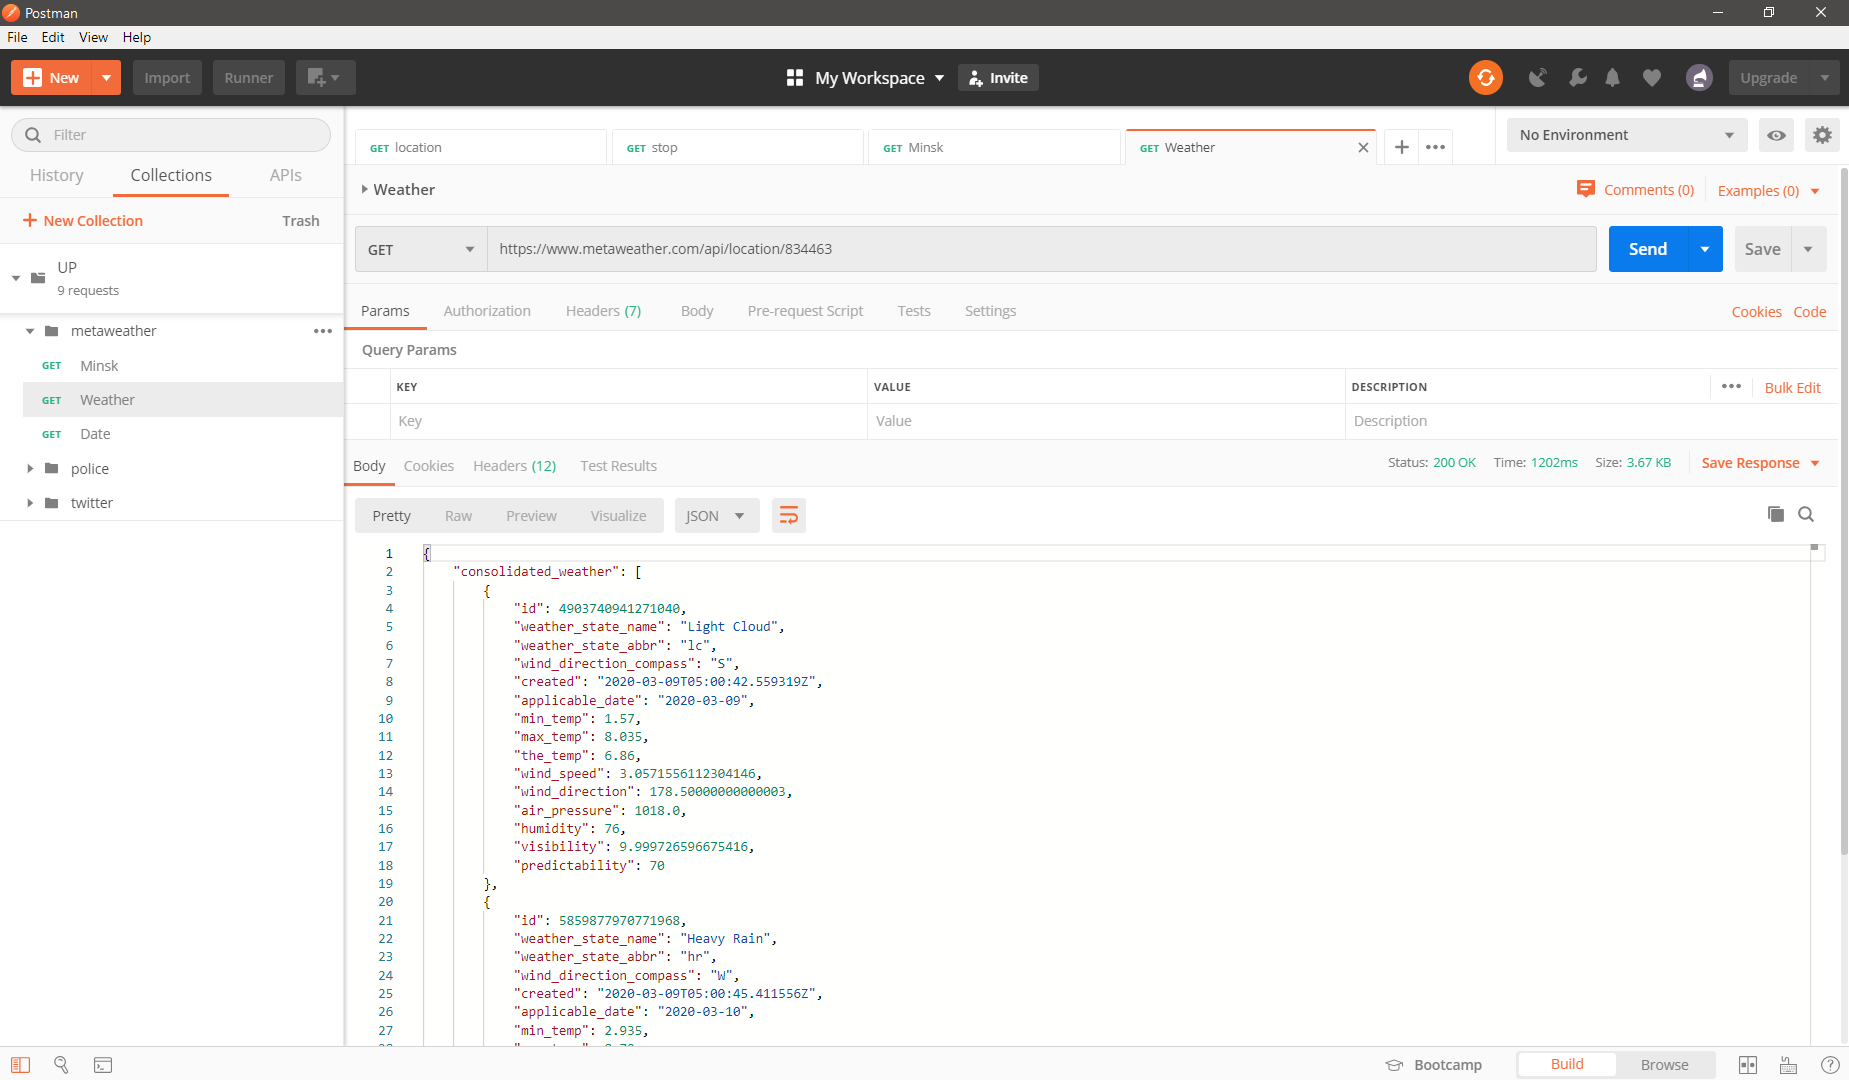 Postman
File Edit View Help
New Import Runner My Workspace Invite Upgrade
Filter
History Collections APIs
New Collection Trash
UP
9 requests
metaweather
GET Minsk
GET Weather
GET Date
police
twitter
GET location GET stop GET Minsk GET Weather
No Environment
Weather
Comments (0) Examples (0)
GET https://www.metaweather.com/api/location/834463 Send Save
Params Authorization Headers (7) Body Pre-request Script Tests Settings Cookies Code
Query Params
KEY VALUE DESCRIPTION Bulk Edit
Key Value Description
Body Cookies Headers (12) Test Results Status: 200 OK Time: 1202ms Size: 3.67 KB Save Response
Pretty Raw Preview Visualize JSON
1 {
2 "consolidated_weather": [
3 {
4 "id": 4903740941271040,
5 "weather_state_name": "Light Cloud",
6 "weather_state_abbr": "lc",
7 "wind_direction_compass": "S",
8 "created": "2020-03-09T05:00:42.559319Z",
9 "applicable_date": "2020-03-09",
10 "min_temp": 1.57,
11 "max_temp": 8.035,
12 "the_temp": 6.86,
13 "wind_speed": 3.0571556112304146,
14 "wind_direction": 178.50000000000003,
15 "air_pressure": 1018.0,
16 "humidity": 76,
17 "visibility": 9.999726596675416,
18 "predictability": 70
19 },
20 {
21 "id": 5859877970771968,
22 "weather_state_name": "Heavy Rain",
23 "weather_state_abbr": "hr",
24 "wind_direction_compass": "W",
25 "created": "2020-03-09T05:00:45.411556Z",
26 "applicable_date": "2020-03-10",
27 "min_temp": 2.935,
Bootcamp Build Browse